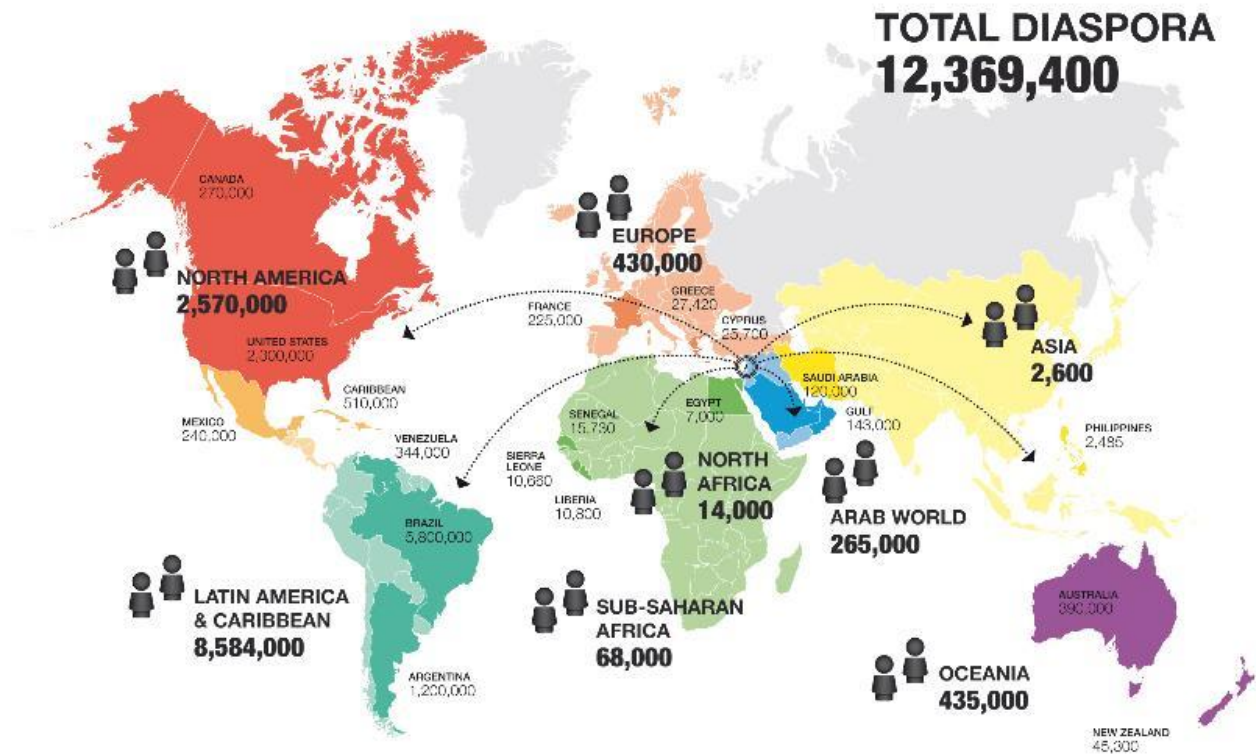 TOTAL DIASPORA
12,369,400
CANADA
270,000
NORTH AMERICA
2,570,000
UNITED STATES
2,300,000
MEXICO
240,000
CARIBBEAN
510,000
VENEZUELA
344,000
BRAZIL
5,800,000
LATIN AMERICA
& CARIBBEAN
8,584,000
ARGENTINA
1,200,000
EUROPE
430,000
FRANCE
225,000
GREECE
27,420
CYPRUS
25,700
SENEGAL
15,730
EGYPT
7,000
SIERRA
LEONE
10,660
LIBERIA
10,800
NORTH
AFRICA
14,000
SUB-SAHARAN
AFRICA
68,000
SAUDI ARABIA
120,000
GULF
143,000
ARAB WORLD
265,000
ASIA
2,600
PHILIPPINES
2,485
AUSTRALIA
390,000
OCEANIA
435,000
NEW ZEALAND
45,300